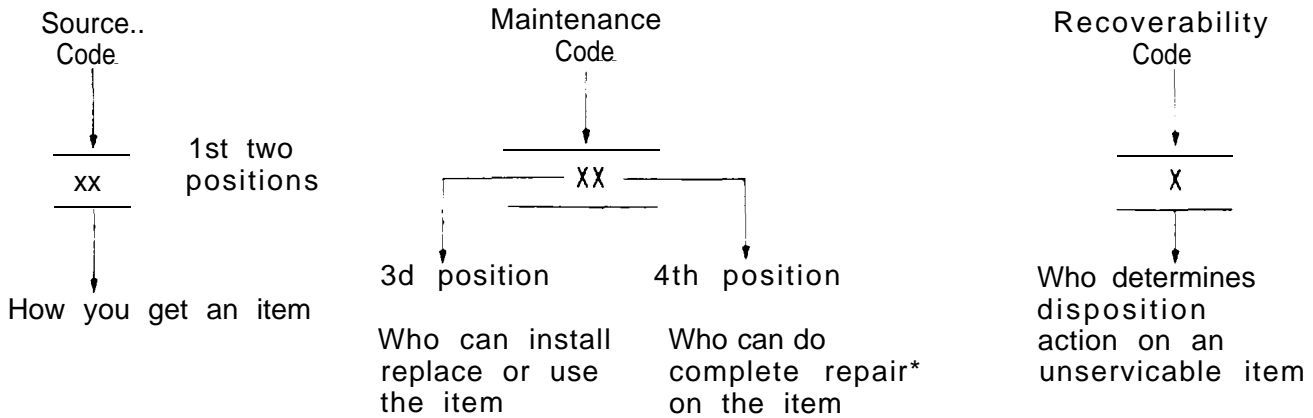 Source..
Code
xx
1st two
positions
How you get an item
Maintenance
Code
XX
3d position
4th position
Who can install
replace or use
the item
Who can do
complete repair*
on the item
Recoverability
Code
X
Who determines
disposition
action on an
unservicable item